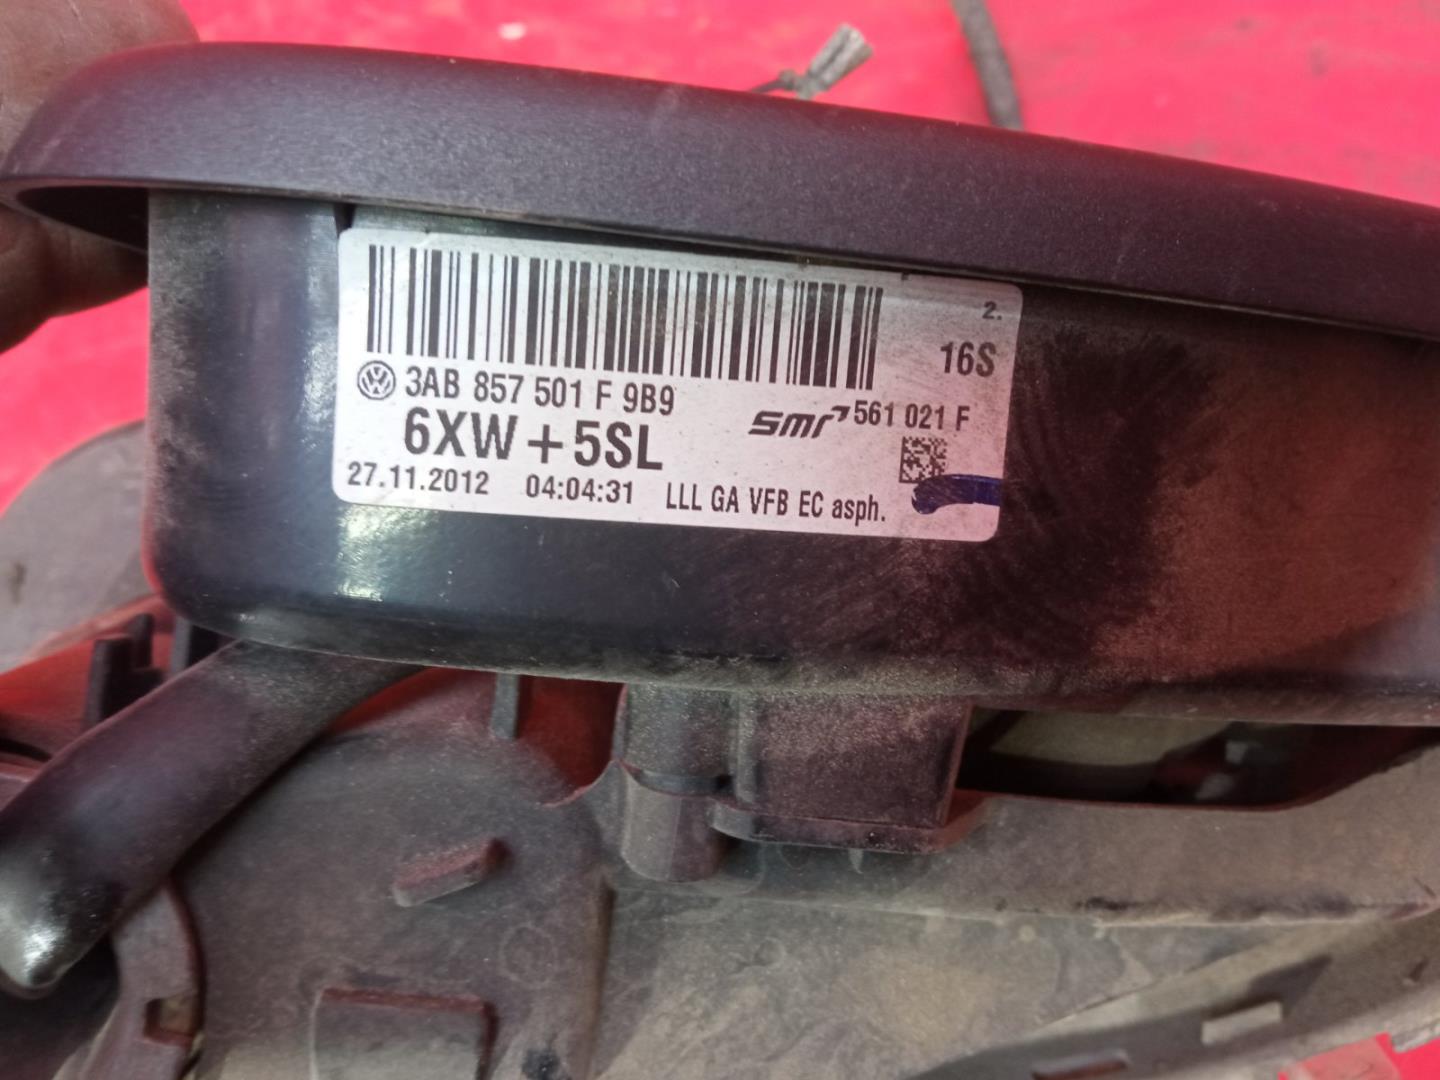 2.
16S
3AB 857 501 F 9B9
smr 561 021 F
6XW+5SL
27.11.2012 04:04:31 LLL GA VFB EC asph.